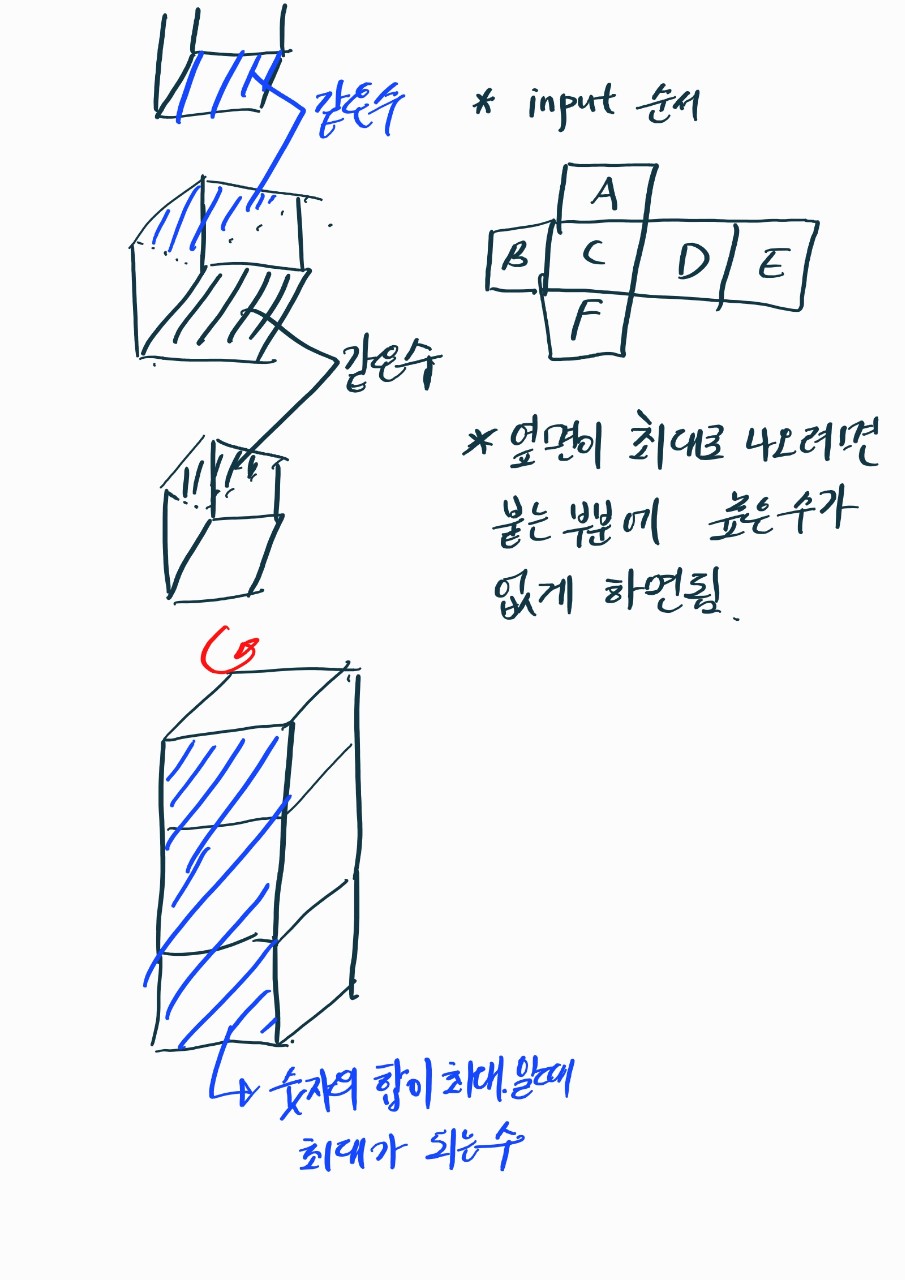 같은수
* input 순서
A
B C D E
F
같은수
* 옆면이 최대로 나오려면
붙는 부분에 높은수가
없게 하면됨.
숫자의 합이 최대.일때
최대가 되는수